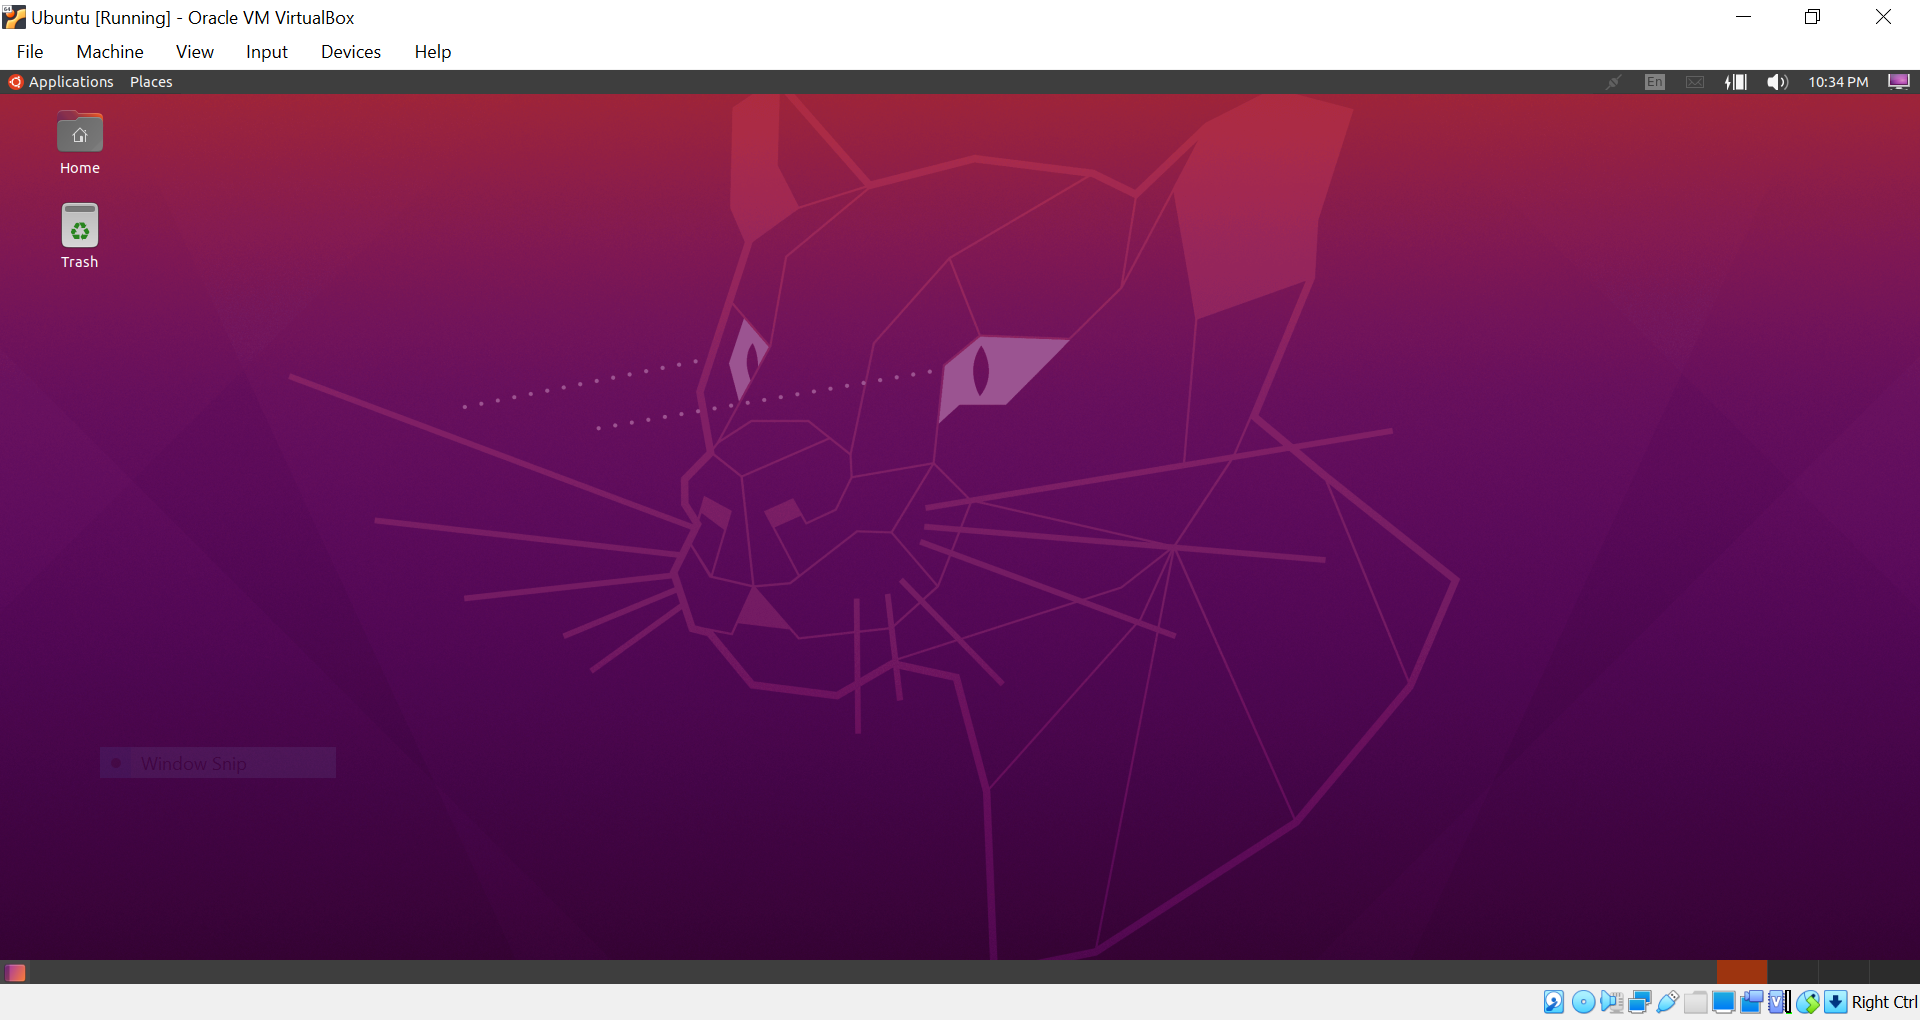 Ubuntu [Running] - Oracle VM VirtualBox
File Machine View Input Devices Help
Applications Places En 10:34 PM
Home
Trash
Window Snip
V Right Ctrl